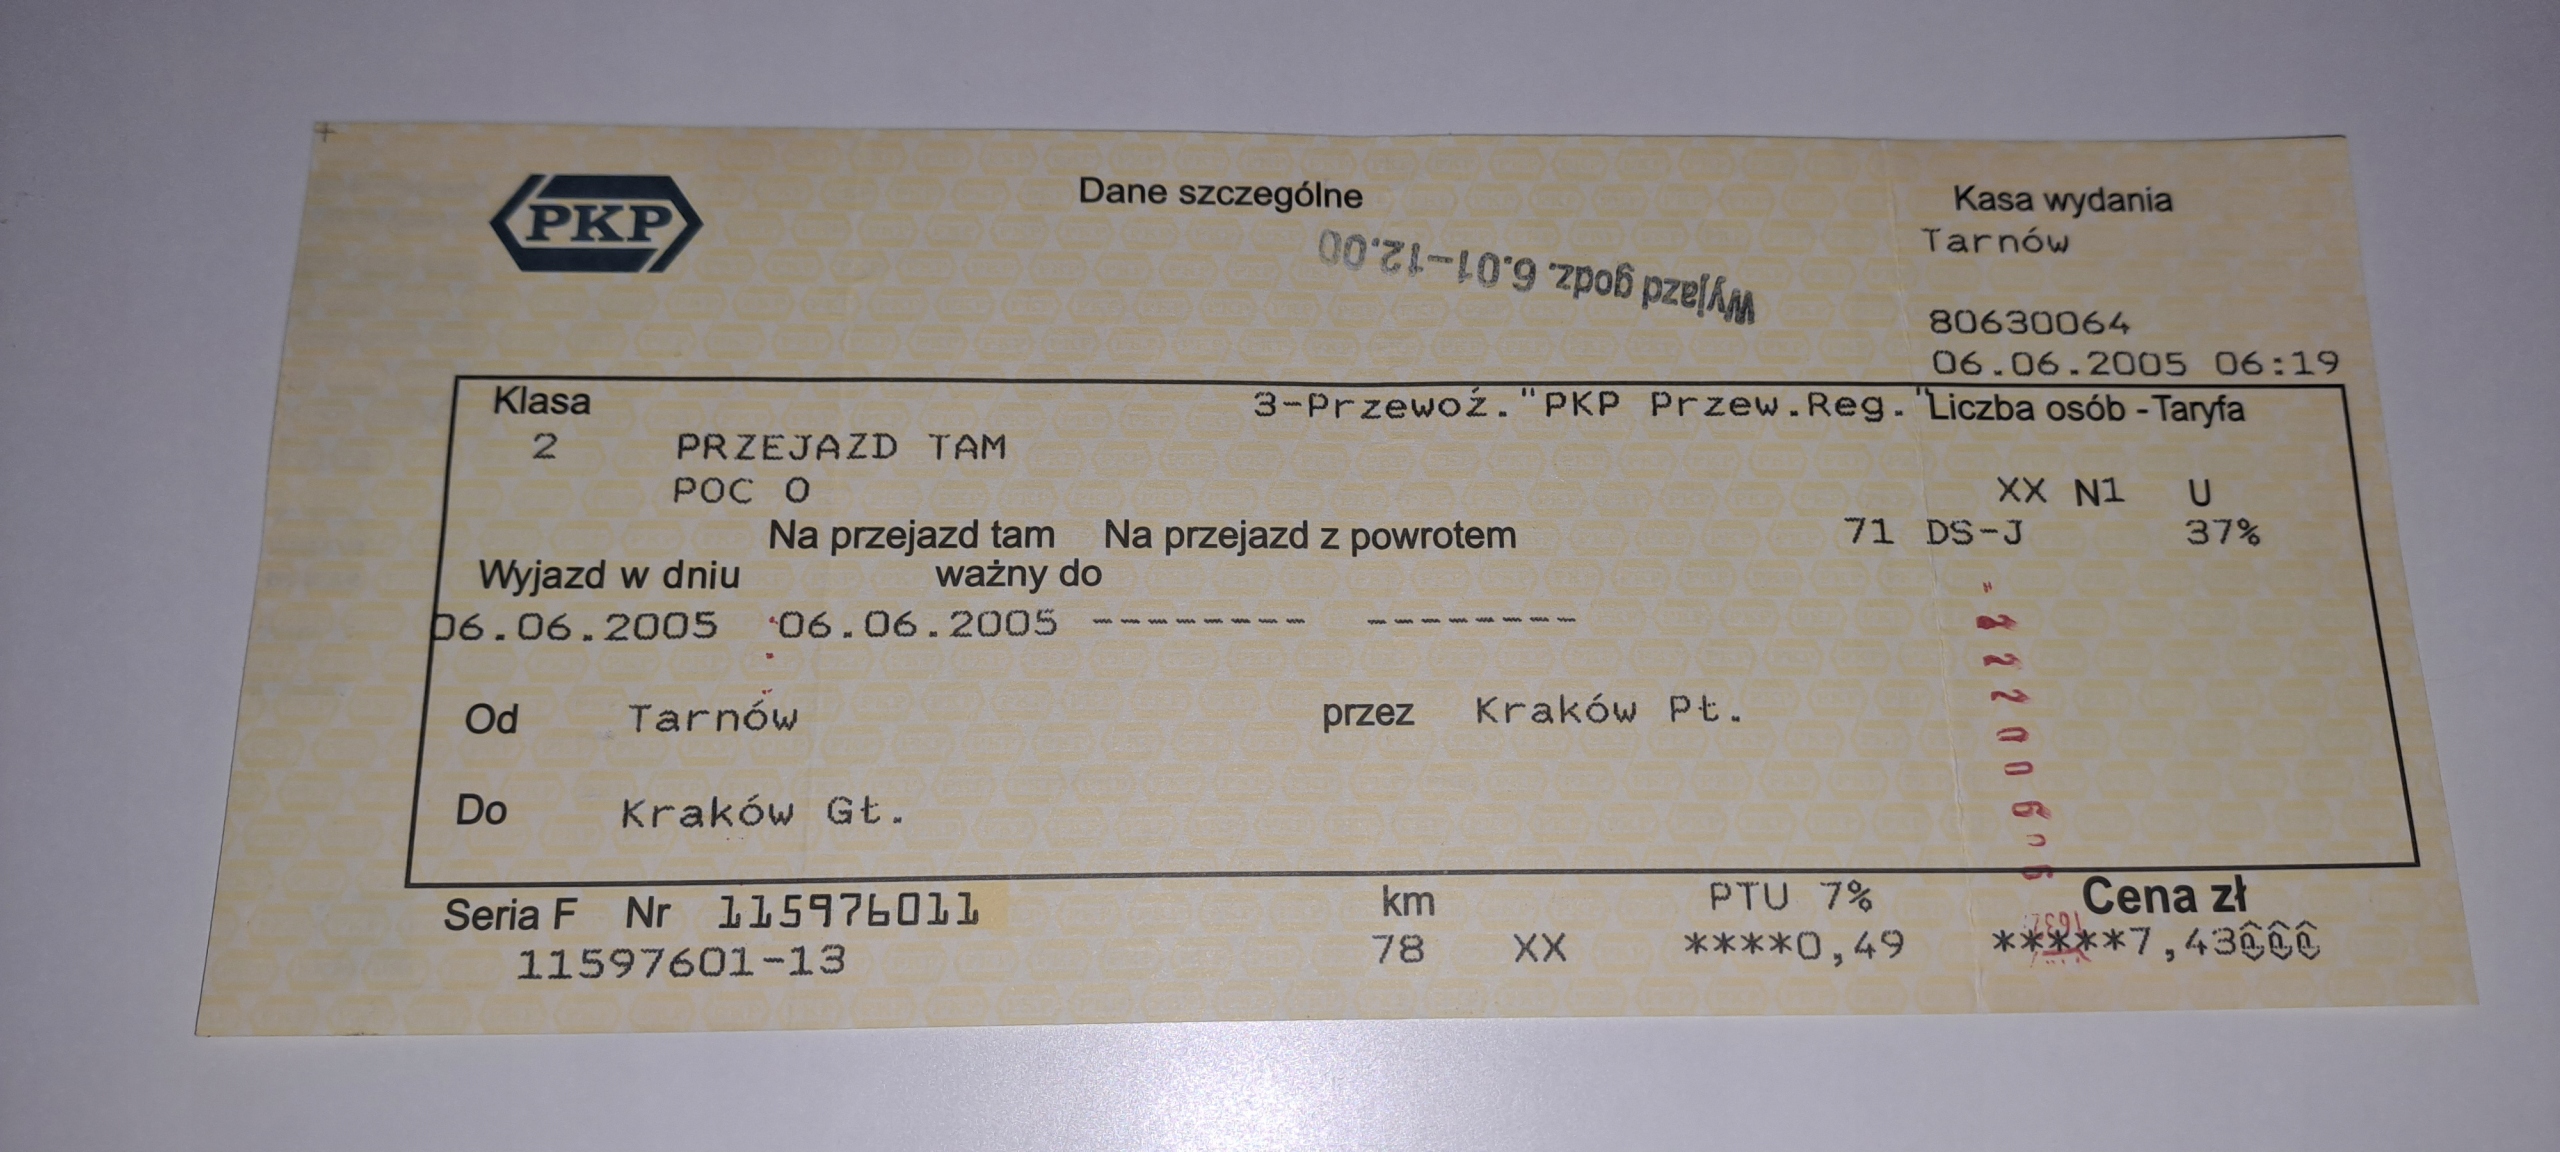 PKP
Dane szczególne
Kasa wydania
Tarnów
Wyjazd godz. 6.01-12.00
80630064
06.06.2005 06:19
Klasa
3-Przewoź."PKP Przew.Reg."
Liczba osób - Taryfa
2 PRZEJAZD TAM
POC O
XX N1 U
Na przejazd tam Na przejazd z powrotem
71 DS-J 37%
Wyjazd w dniu ważny do
06.06.2005 06.06.2005 -------- --------
Od Tarnów przez Kraków Pł.
Do Kraków Gł.
Seria F Nr 115976011
km PTU 7% Cena zł
11597601-13 78 XX ****0,49 *****7,43